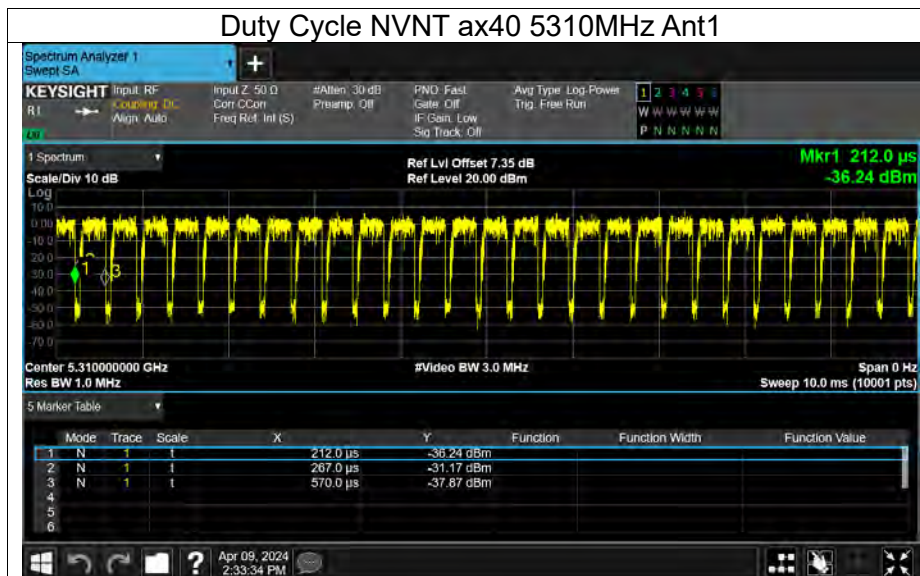 Duty Cycle NVNT ax40 5310MHz Ant1
Spectrum Analyzer 1
Swept SA
+
KEYSIGHT Input: RF Input Z: 50 Ω #Atten: 30 dB PNO: Fast Avg Type: Log-Power 1 2 3 4 5 6
Coupling: DC Corr CCorr Preamp: Off Gate: Off Trig: Free Run W W W W W W
Align: Auto Freq Ref: Int (S) IF Gain: Low
Sig Track: Off P N N N N N
1 Spectrum Ref Lvl Offset 7.35 dB Mkr1 212.0 µs
Scale/Div 10 dB Ref Level 20.00 dBm -36.24 dBm
Log
10.0
0.00
-10.0
-20.0
-30.0
-40.0
-50.0
-60.0
-70.0
1
3
Center 5.310000000 GHz #Video BW 3.0 MHz Span 0 Hz
Res BW 1.0 MHz Sweep 10.0 ms (10001 pts)
5 Marker Table
Mode Trace Scale X Y Function Function Width Function Value
1 N 1 t 212.0 µs -36.24 dBm
2 N 1 t 267.0 µs -31.17 dBm
3 N 1 t 570.0 µs -37.87 dBm
4
5
6
? Apr 09, 2024
2:33:34 PM